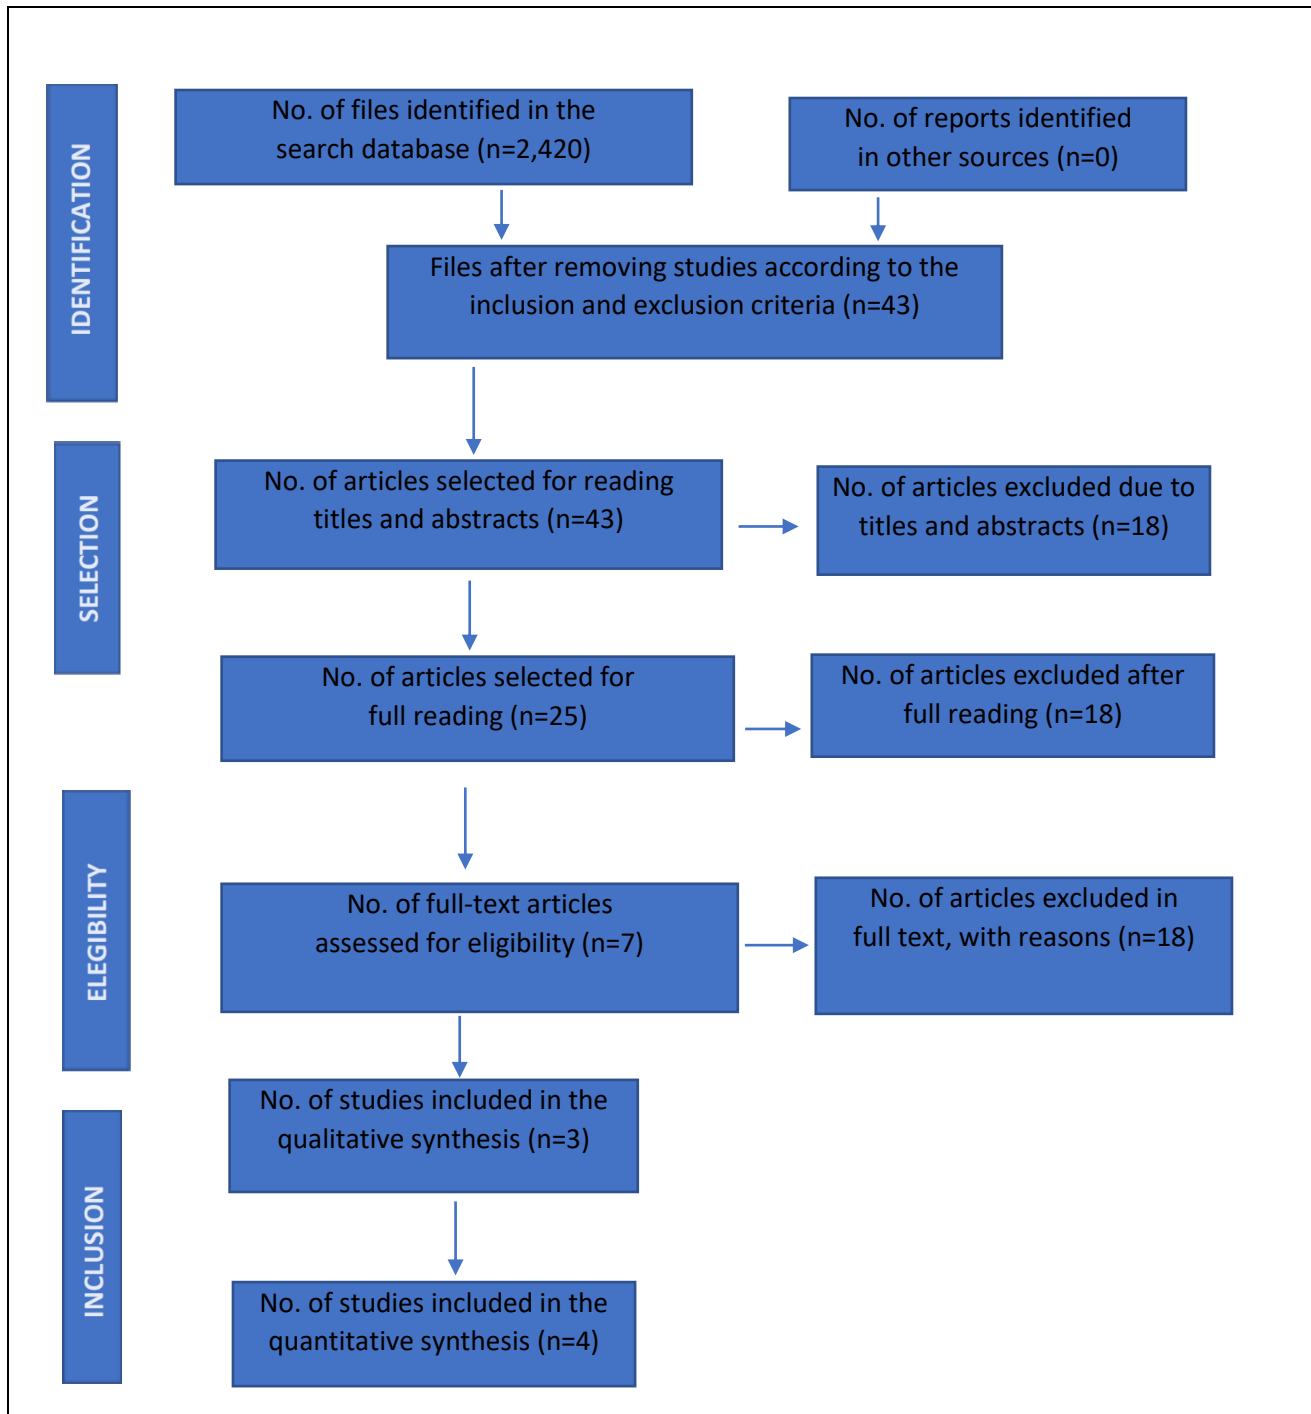 IDENTIFICATION
No. of files identified in the
search database (n=2,420)
No. of reports identified
in other sources (n=0)
Files after removing studies according to the
inclusion and exclusion criteria (n=43)
SELECTION
No. of articles selected for reading
titles and abstracts (n=43)
No. of articles excluded due to
titles and abstracts (n=18)
No. of articles selected for
full reading (n=25)
No. of articles excluded after
full reading (n=18)
ELEGIBILITY
No. of full-text articles
assessed for eligibility (n=7)
No. of articles excluded in
full text, with reasons (n=18)
INCLUSION
No. of studies included in the
qualitative synthesis (n=3)
No. of studies included in the
quantitative synthesis (n=4)